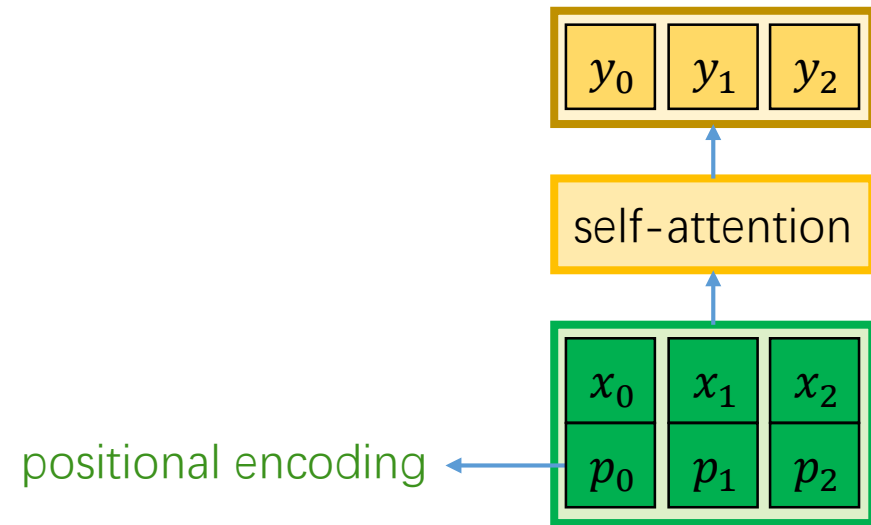 y₀ y₁ y₂
self-attention
x₀ x₁ x₂
positional encoding p₀ p₁ p₂